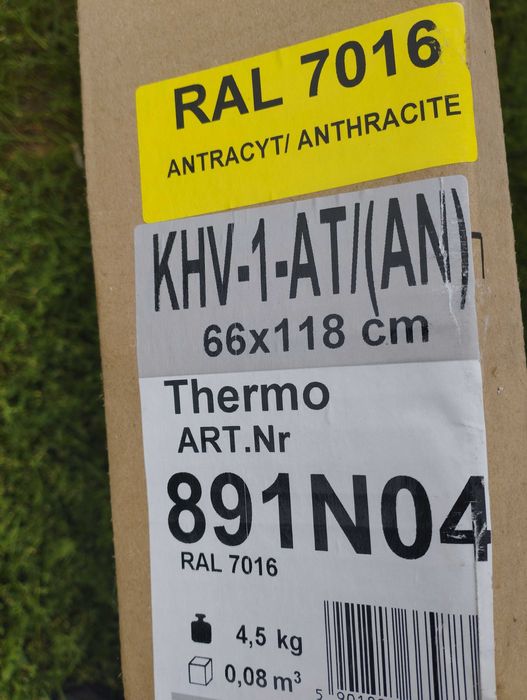 RAL 7016
ANTRACYT/ ANTHRACITE
KHV-1-AT/(AN)
66x118 cm
Thermo
ART.Nr
891N04
RAL 7016
4,5 kg
0,08 m³